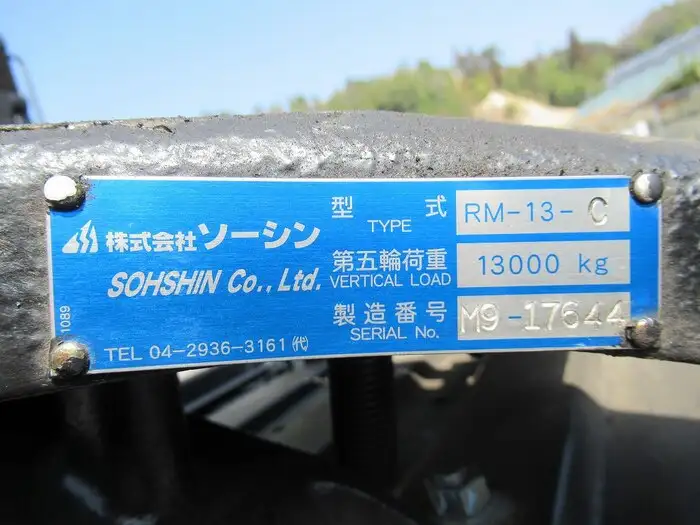 株式会社ソーシン
SOHSHIN Co., Ltd.
1089
TEL 04-2936-3161 ㈹
型式 RM-13-C
TYPE
第五輪荷重 13000 kg
VERTICAL LOAD
製造番号 M9-17644
SERIAL No.